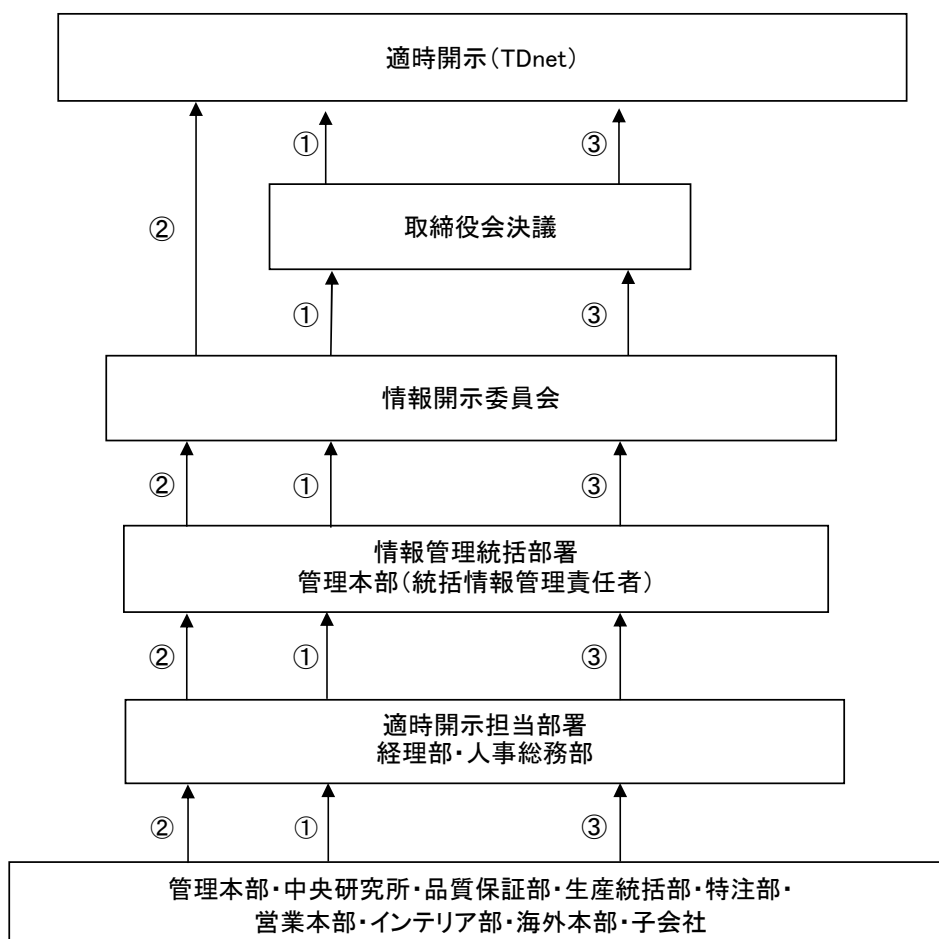 適時開示(TDnet)
① ③
取締役会決議
②
① ③
情報開示委員会
② ① ③
情報管理統括部署
管理本部(統括情報管理責任者)
② ① ③
適時開示担当部署
経理部・人事総務部
② ① ③
管理本部・中央研究所・品質保証部・生産統括部・特注部・
営業本部・インテリア部・海外本部・子会社